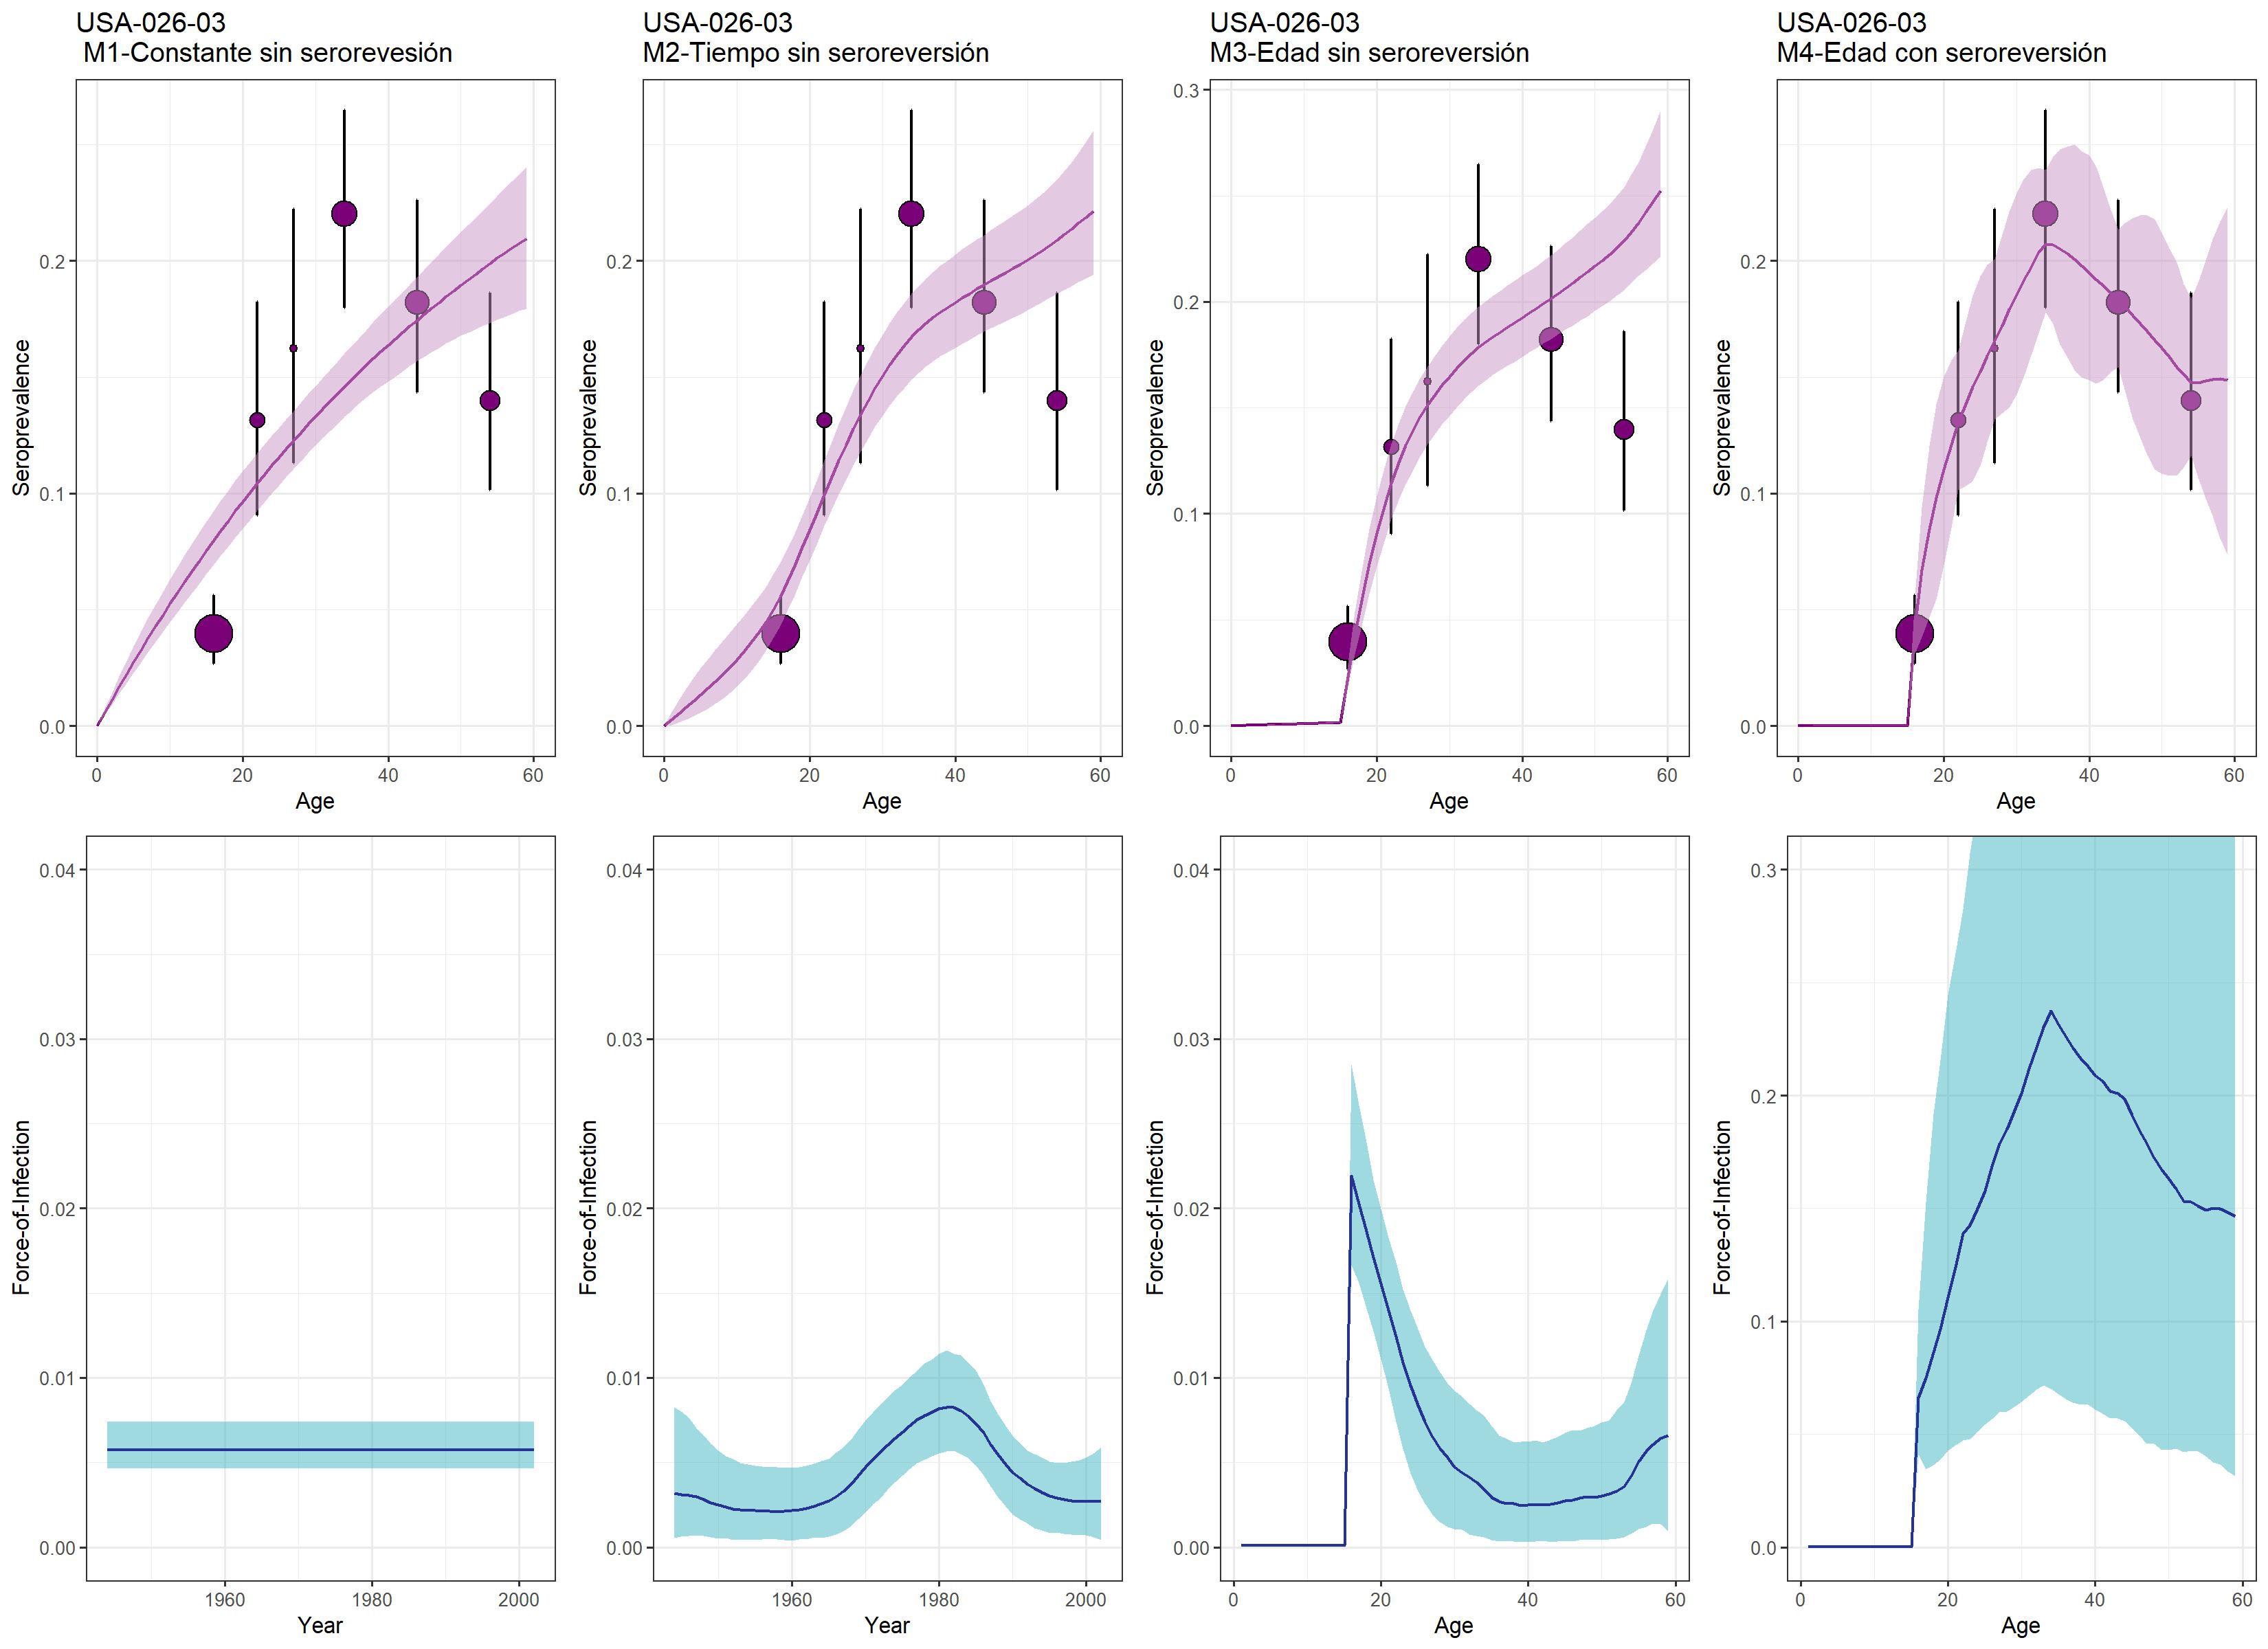 USA-026-03
M1-Constante sin serorevesión
USA-026-03
M2-Tiempo sin seroreversión
USA-026-03
M3-Edad sin seroreversión
USA-026-03
M4-Edad con seroreversión
Seroprevalence
0.2
0.1
0.0
0 20 40 60
Age
Seroprevalence
0.2
0.1
0.0
0 20 40 60
Age
Seroprevalence
0.3
0.2
0.1
0.0
0 20 40 60
Age
Seroprevalence
0.2
0.1
0.0
0 20 40 60
Age
Force-of-Infection
0.04
0.03
0.02
0.01
0.00
1960 1980 2000
Year
Force-of-Infection
0.04
0.03
0.02
0.01
0.00
1960 1980 2000
Year
Force-of-Infection
0.04
0.03
0.02
0.01
0.00
0 20 40 60
Age
Force-of-Infection
0.3
0.2
0.1
0.0
0 20 40 60
Age